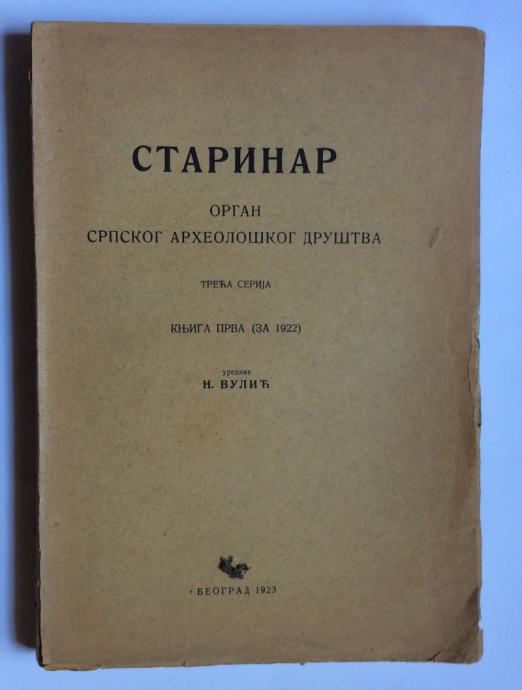 СТАРИНАР
ОРГАН
СРПСКОГ АРХЕОЛОШКОГ ДРУШТВА
ТРЕЋА СЕРИЈА
КЊИГА ПРВА (ЗА 1922)
уредник
Н. ВУЛИЋ
БЕОГРАД 1923